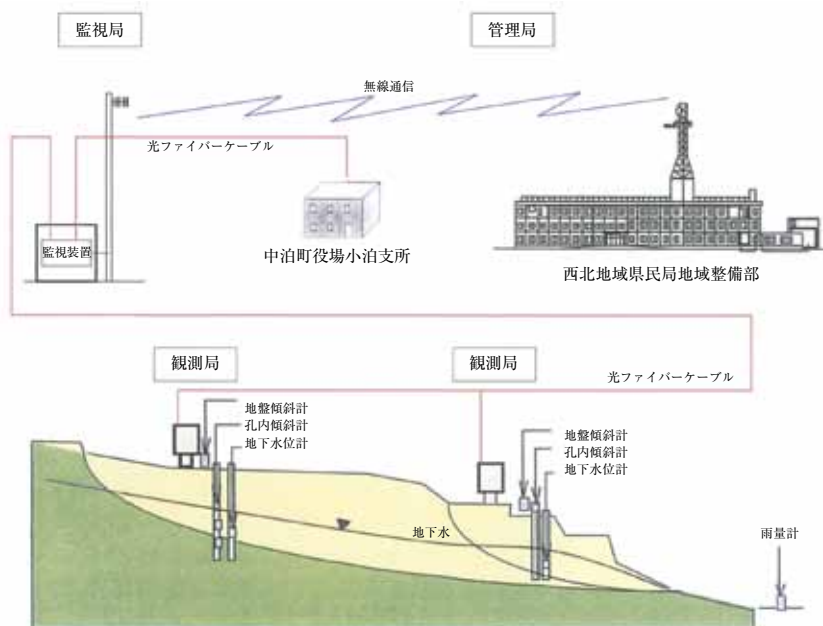 監視局
管理局
無線通信
光ファイバーケーブル
監視装置
中泊町役場小泊支所
西北地域県民局地域整備部
観測局
観測局
光ファイバーケーブル
地盤傾斜計
孔内傾斜計
地下水位計
地盤傾斜計
孔内傾斜計
地下水位計
地下水
雨量計